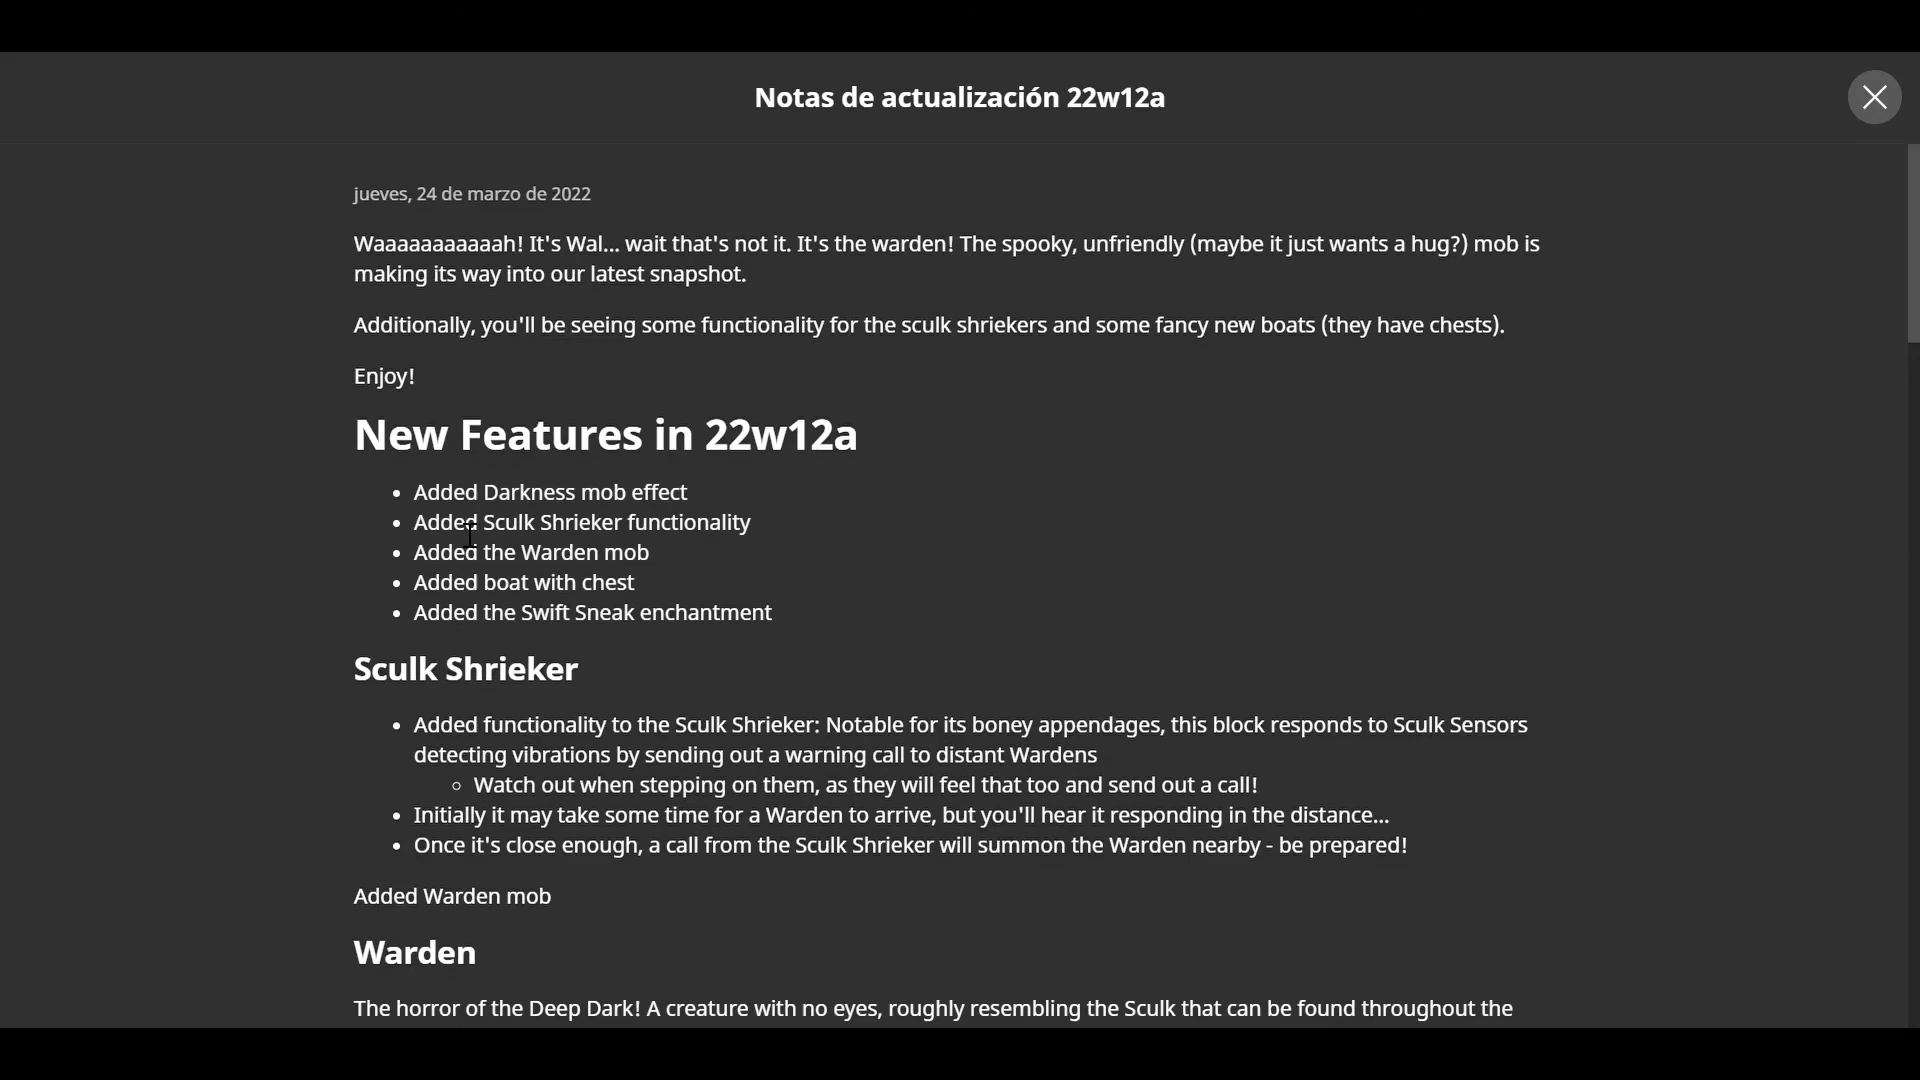 Notas de actualización 22w12a
jueves, 24 de marzo de 2022
Waaaaaaaaaaah! It's Wal... wait that's not it. It's the warden! The spooky, unfriendly (maybe it just wants a hug?) mob is
making its way into our latest snapshot.
Additionally, you'll be seeing some functionality for the sculk shriekers and some fancy new boats (they have chests).
Enjoy!
New Features in 22w12a
• Added Darkness mob effect
• Added Sculk Shrieker functionality
• Added the Warden mob
• Added boat with chest
• Added the Swift Sneak enchantment
Sculk Shrieker
• Added functionality to the Sculk Shrieker: Notable for its boney appendages, this block responds to Sculk Sensors
detecting vibrations by sending out a warning call to distant Wardens
◦ Watch out when stepping on them, as they will feel that too and send out a call!
• Initially it may take some time for a Warden to arrive, but you'll hear it responding in the distance...
• Once it's close enough, a call from the Sculk Shrieker will summon the Warden nearby - be prepared!
Added Warden mob
Warden
The horror of the Deep Dark! A creature with no eyes, roughly resembling the Sculk that can be found throughout the